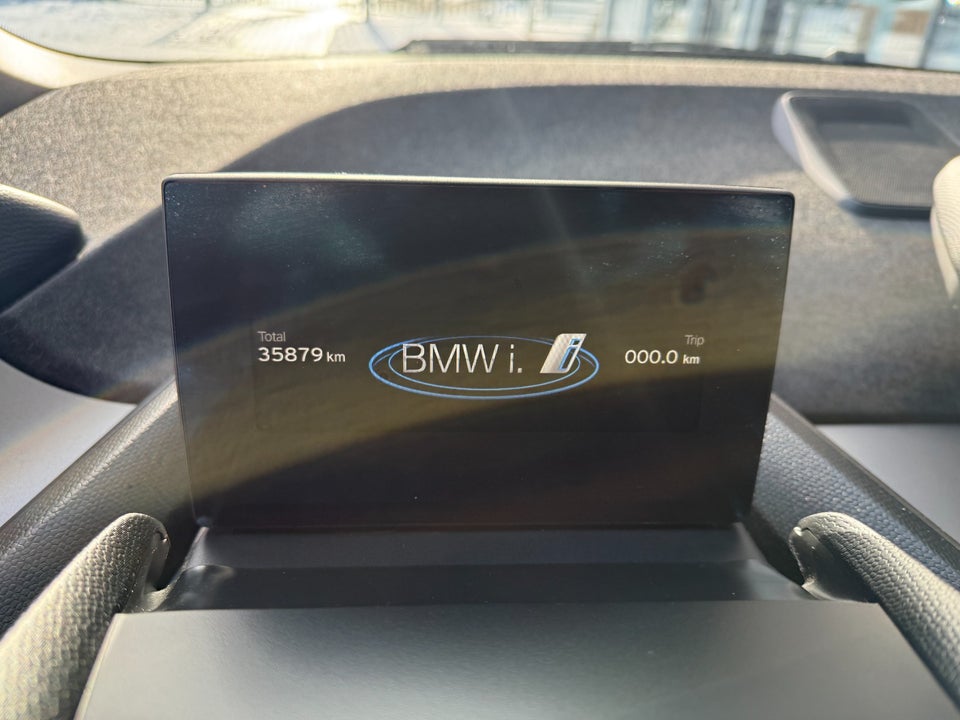 Total
35879 km
BMW i.
i
Trip
000.0 km